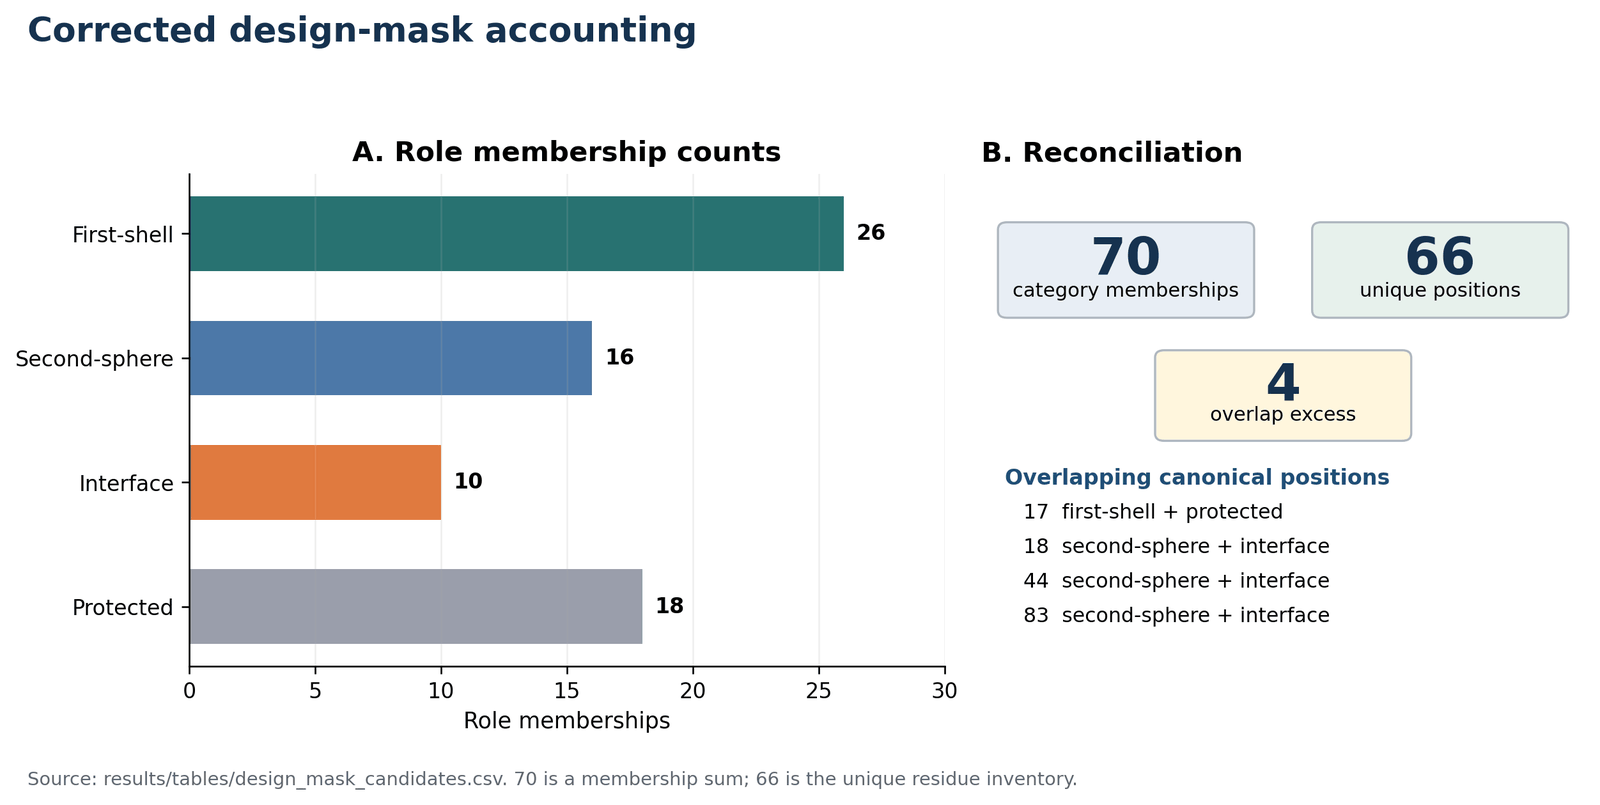 Corrected design-mask accounting
A. Role membership counts
First-shell
26
Second-sphere
16
Interface
10
Protected
18
0 5 10 15 20 25 30
Role memberships
B. Reconciliation
70
category memberships
66
unique positions
4
overlap excess
Overlapping canonical positions
17 first-shell + protected
18 second-sphere + interface
44 second-sphere + interface
83 second-sphere + interface
Source: results/tables/design_mask_candidates.csv. 70 is a membership sum; 66 is the unique residue inventory.